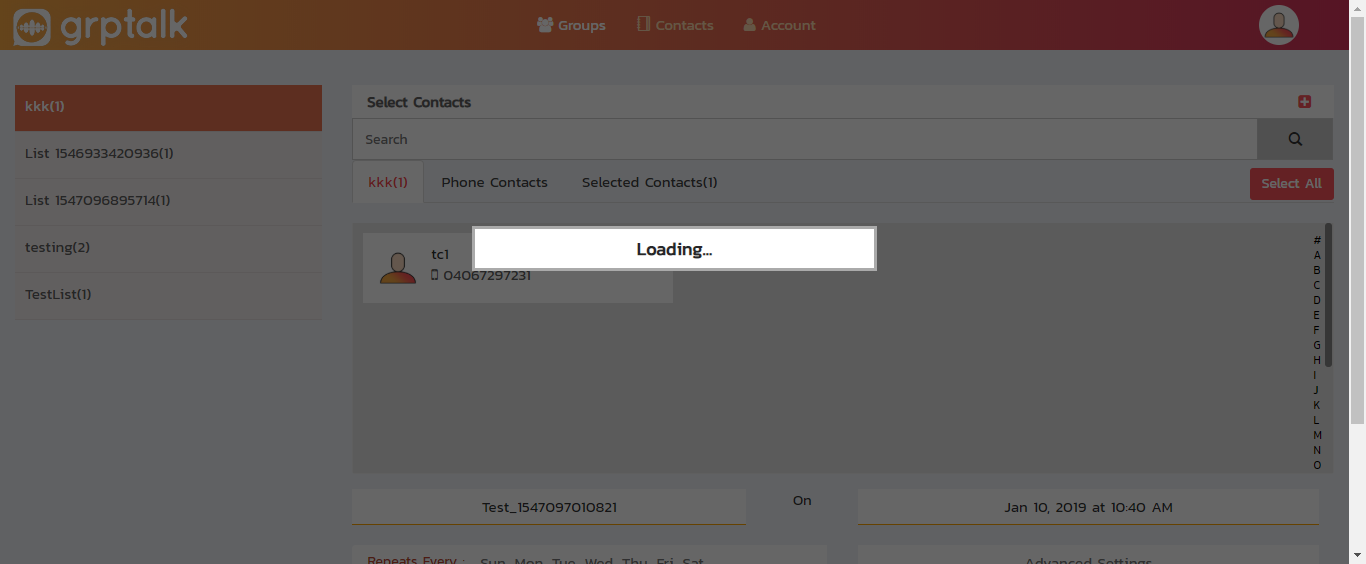 grptalk
Groups
Contacts
Account
kkk(1)
List 1546933420936(1)
List 1547096895714(1)
testing(2)
TestList(1)
Select Contacts
Search
kkk(1)
Phone Contacts
Selected Contacts(1)
Select All
Loading...
tc1
04067297231
#
A
B
C
D
E
F
G
H
I
J
K
L
M
N
O
Test_1547097010821
On
Jan 10, 2019 at 10:40 AM
Repeats Every : Sun Mon Tue Wed Thu Fri Sat
Advanced Settings